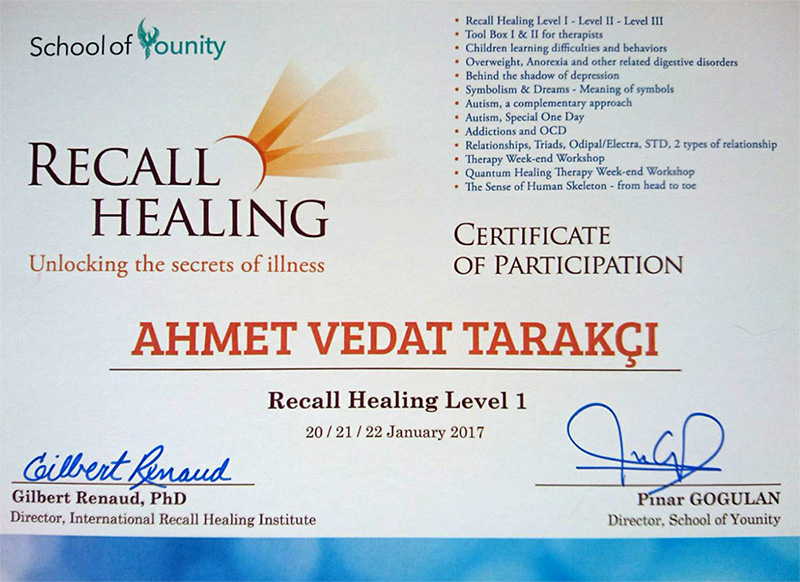 School of Younity
RECALL
HEALING
Unlocking the secrets of illness
• Recall Healing Level I - Level II - Level III
• Tool Box I & II for therapists
• Children learning difficulties and behaviors
• Overweight, Anorexia and other related digestive disorders
• Behind the shadow of depression
• Symbolism & Dreams - Meaning of symbols
• Autism, a complementary approach
• Autism, Special One Day
• Addictions and OCD
• Relationships, Triads, Odipal/Electra, STD, 2 types of relationship
• Therapy Week-end Workshop
• Quantum Healing Therapy Week-end Workshop
• The Sense of Human Skeleton - from head to toe
CERTIFICATE
OF PARTICIPATION
AHMET VEDAT TARAKÇI
Recall Healing Level 1
20 / 21 / 22 January 2017
Gilbert Renaud
Gilbert Renaud, PhD
Director, International Recall Healing Institute
Pınar GOGULAN
Director, School of Younity